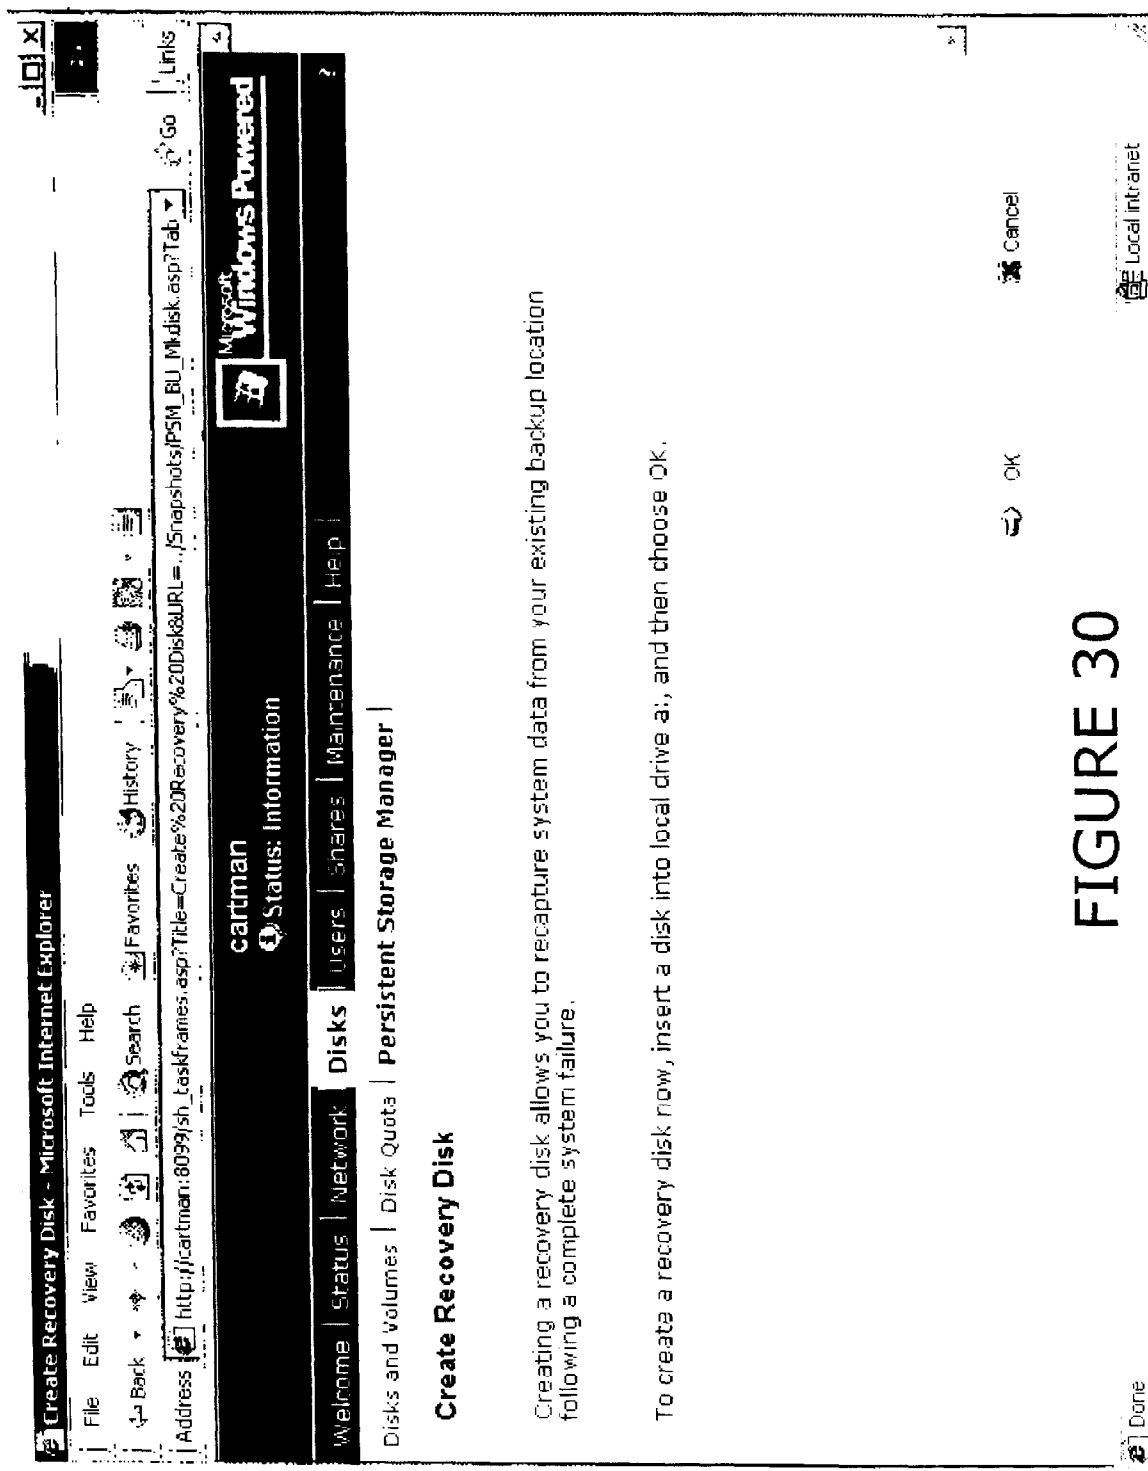 Create Recovery Disk - Microsoft Internet Explorer
File Edit View Favorites Tools Help
Back Search Favorites History
Address http://cartman:8099/sh_taskframes.asp?Title=Create%20Recovery%20Disk&URL=../Snapshots/PSM_BU_Mkdisk.asp?Tab Go Links
cartman
Status: Information
Microsoft
Windows Powered
Welcome | Status | Network | Disks | Users | Shares | Maintenance | Help | ?
Disks and Volumes | Disk Quota | Persistent Storage Manager |
Create Recovery Disk
Creating a recovery disk allows you to recapture system data from your existing backup location
following a complete system failure.
To create a recovery disk now, insert a disk into local drive a:, and then choose OK.
OK Cancel
Done Local intranet
FIGURE 30